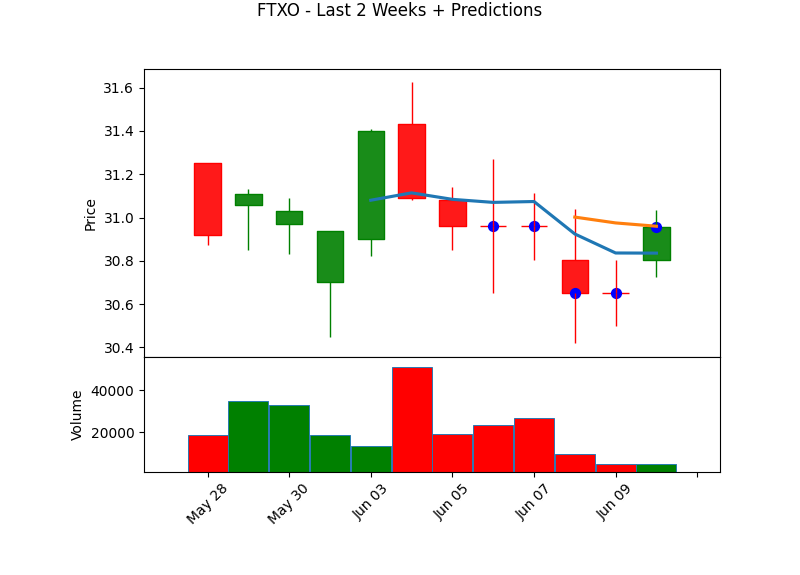 FTXO - Last 2 Weeks + Predictions
31.6
31.4
31.2
31.0
30.8
30.6
30.4
Price
40000
20000
Volume
May 28
May 30
Jun 03
Jun 05
Jun 07
Jun 09